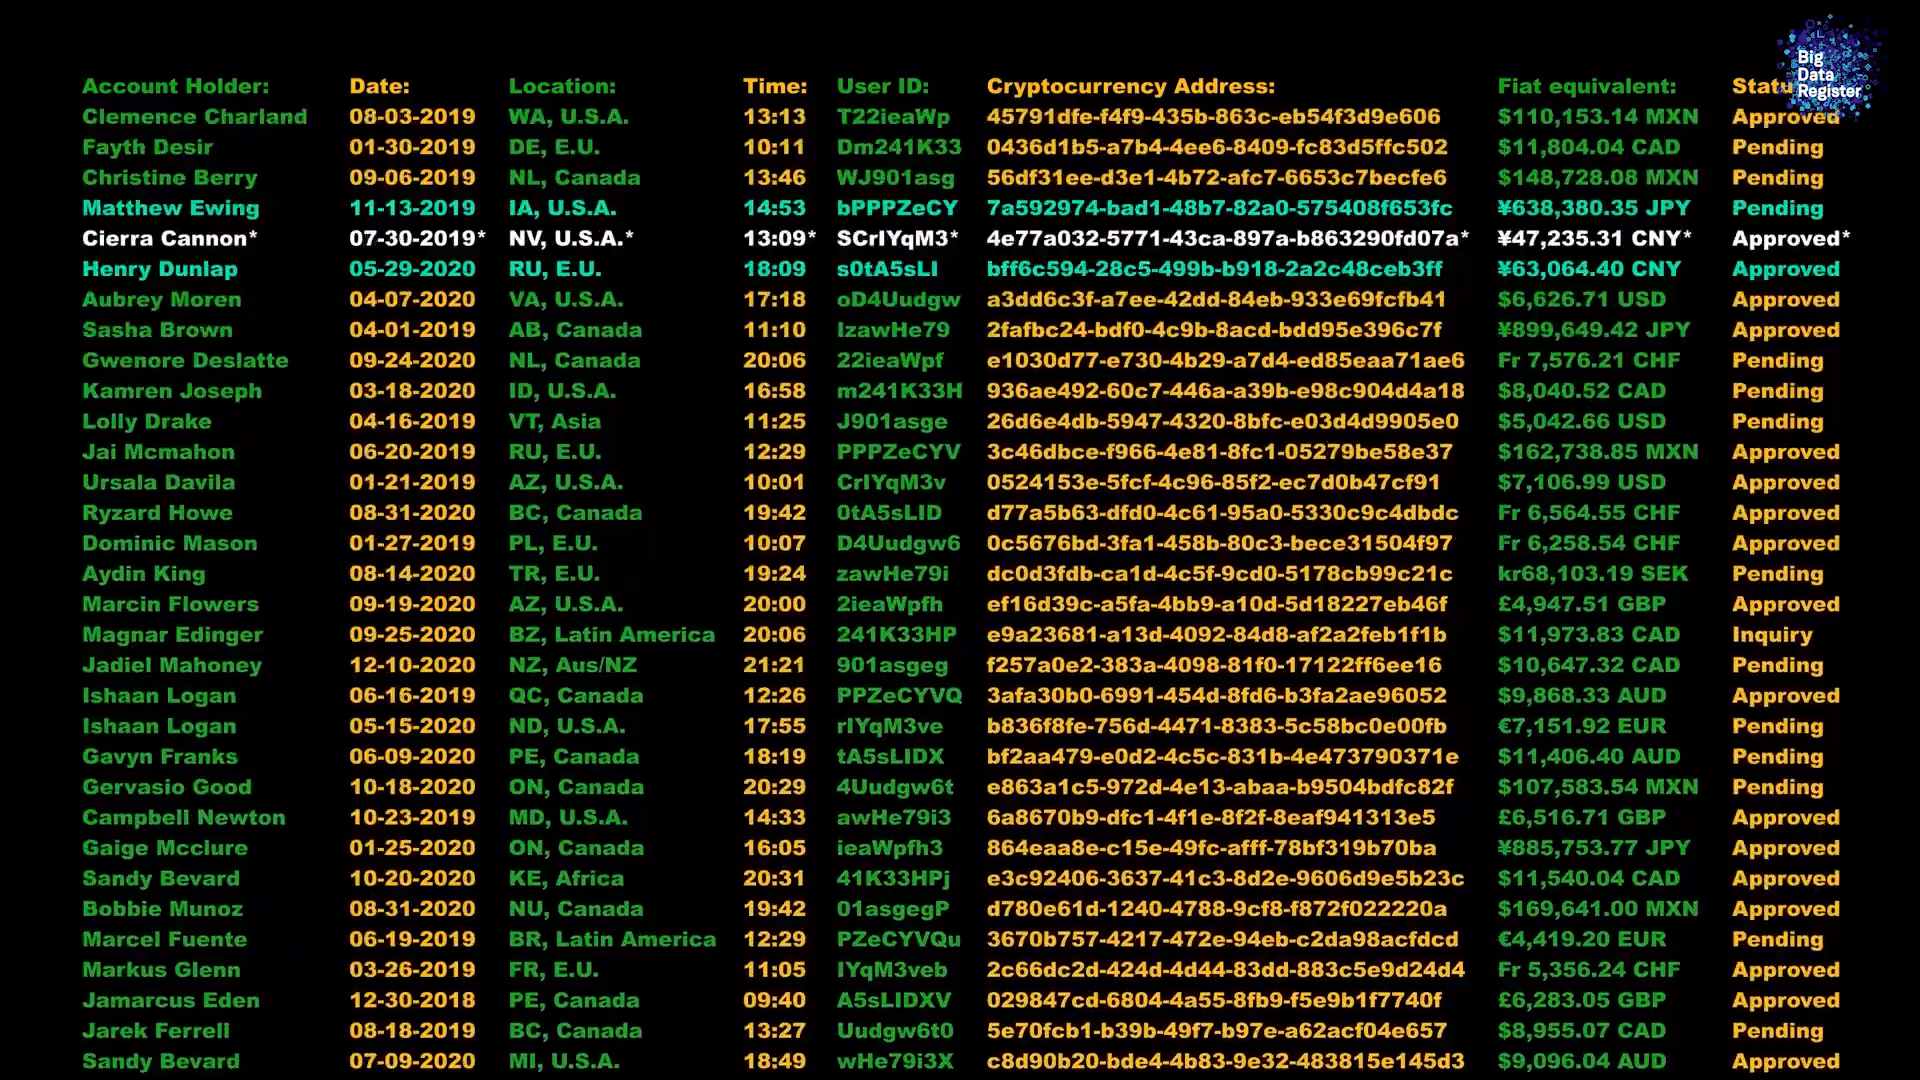 Big
Data
Register
Account Holder: Date: Location: Time: User ID: Cryptocurrency Address: Fiat equivalent: Statu
Clemence Charland 08-03-2019 WA, U.S.A. 13:13 T22ieaWp 45791dfe-f4f9-435b-863c-eb54f3d9e606 $110,153.14 MXN Approved
Fayth Desir 01-30-2019 DE, E.U. 10:11 Dm241K33 0436d1b5-a7b4-4ee6-8409-fc83d5ffc502 $11,804.04 CAD Pending
Christine Berry 09-06-2019 NL, Canada 13:46 WJ901asg 56df31ee-d3e1-4b72-afc7-6653c7becfe6 $148,728.08 MXN Pending
Matthew Ewing 11-13-2019 IA, U.S.A. 14:53 bPPPZeCY 7a592974-bad1-48b7-82a0-575408f653fc ¥638,380.35 JPY Pending
Cierra Cannon* 07-30-2019* NV, U.S.A.* 13:09* SCrIYqM3* 4e77a032-5771-43ca-897a-b863290fd07a* ¥47,235.31 CNY* Approved*
Henry Dunlap 05-29-2020 RU, E.U. 18:09 s0tA5sLI bff6c594-28c5-499b-b918-2a2c48ceb3ff ¥63,064.40 CNY Approved
Aubrey Moren 04-07-2020 VA, U.S.A. 17:18 oD4Uudgw a3dd6c3f-a7ee-42dd-84eb-933e69fcfb41 $6,626.71 USD Approved
Sasha Brown 04-01-2019 AB, Canada 11:10 IzawHe79 2fafbc24-bdf0-4c9b-8acd-bdd95e396c7f ¥899,649.42 JPY Approved
Gwenore Deslatte 09-24-2020 NL, Canada 20:06 22ieaWpf e1030d77-e730-4b29-a7d4-ed85eaa71ae6 Fr 7,576.21 CHF Pending
Kamren Joseph 03-18-2020 ID, U.S.A. 16:58 m241K33H 936ae492-60c7-446a-a39b-e98c904d4a18 $8,040.52 CAD Pending
Lolly Drake 04-16-2019 VT, Asia 11:25 J901asge 26d6e4db-5947-4320-8bfc-e03d4d9905e0 $5,042.66 USD Pending
Jai Mcmahon 06-20-2019 RU, E.U. 12:29 PPPZeCYV 3c46dbce-f966-4e81-8fc1-05279be58e37 $162,738.85 MXN Approved
Ursala Davila 01-21-2019 AZ, U.S.A. 10:01 CrIYqM3v 0524153e-5fcf-4c96-85f2-ec7d0b47cf91 $7,106.99 USD Approved
Ryzard Howe 08-31-2020 BC, Canada 19:42 0tA5sLID d77a5b63-dfd0-4c61-95a0-5330c9c4dbdc Fr 6,564.55 CHF Approved
Dominic Mason 01-27-2019 PL, E.U. 10:07 D4Uudgw6 0c5676bd-3fa1-458b-80c3-bece31504f97 Fr 6,258.54 CHF Approved
Aydin King 08-14-2020 TR, E.U. 19:24 zawHe79i dc0d3fdb-ca1d-4c5f-9cd0-5178cb99c21c kr68,103.19 SEK Pending
Marcin Flowers 09-19-2020 AZ, U.S.A. 20:00 2ieaWpfh ef16d39c-a5fa-4bb9-a10d-5d18227eb46f £4,947.51 GBP Approved
Magnar Edinger 09-25-2020 BZ, Latin America 20:06 241K33HP e9a23681-a13d-4092-84d8-af2a2feb1f1b $11,973.83 CAD Inquiry
Jadiel Mahoney 12-10-2020 NZ, Aus/NZ 21:21 901asgeg f257a0e2-383a-4098-81f0-17122ff6ee16 $10,647.32 CAD Pending
Ishaan Logan 06-16-2019 QC, Canada 12:26 PPZeCYVQ 3afa30b0-6991-454d-8fd6-b3fa2ae96052 $9,868.33 AUD Approved
Ishaan Logan 05-15-2020 ND, U.S.A. 17:55 rIYqM3ve b836f8fe-756d-4471-8383-5c58bc0e00fb €7,151.92 EUR Pending
Gavyn Franks 06-09-2020 PE, Canada 18:19 tA5sLIDX bf2aa479-e0d2-4c5c-831b-4e473790371e $11,406.40 AUD Pending
Gervasio Good 10-18-2020 ON, Canada 20:29 4Uudgw6t e863a1c5-972d-4e13-abaa-b9504bdfc82f $107,583.54 MXN Pending
Campbell Newton 10-23-2019 MD, U.S.A. 14:33 awHe79i3 6a8670b9-dfc1-4f1e-8f2f-8eaf941313e5 £6,516.71 GBP Approved
Gaige Mcclure 01-25-2020 ON, Canada 16:05 ieaWpfh3 864eaa8e-c15e-49fc-afff-78bf319b70ba ¥885,753.77 JPY Approved
Sandy Bevard 10-20-2020 KE, Africa 20:31 41K33HPj e3c92406-3637-41c3-8d2e-9606d9e5b23c $11,540.04 CAD Approved
Bobbie Munoz 08-31-2020 NU, Canada 19:42 01asgegP d780e61d-1240-4788-9cf8-f872f022220a $169,641.00 MXN Approved
Marcel Fuente 06-19-2019 BR, Latin America 12:29 PZeCYVQu 3670b757-4217-472e-94eb-c2da98acfdcd €4,419.20 EUR Pending
Markus Glenn 03-26-2019 FR, E.U. 11:05 IYqM3veb 2c66dc2d-424d-4d44-83dd-883c5e9d24d4 Fr 5,356.24 CHF Approved
Jamarcus Eden 12-30-2018 PE, Canada 09:40 A5sLIDXV 029847cd-6804-4a55-8fb9-f5e9b1f7740f £6,283.05 GBP Approved
Jarek Ferrell 08-18-2019 BC, Canada 13:27 Uudgw6t0 5e70fcb1-b39b-49f7-b97e-a62acf04e657 $8,955.07 CAD Pending
Sandy Bevard 07-09-2020 MI, U.S.A. 18:49 wHe79i3X c8d90b20-bde4-4b83-9e32-483815e145d3 $9,096.04 AUD Approved